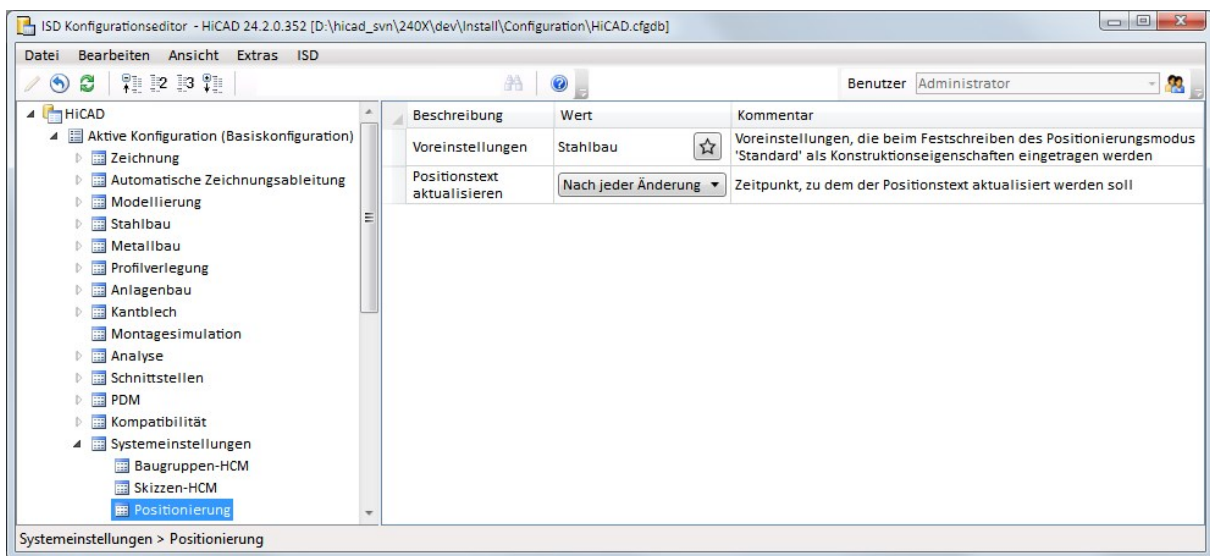 ISD Konfigurationseditor - HiCAD 24.2.0.352 [D:\hicad_svn\240X\dev\Install\Configuration\HiCAD.cfgdb]
Datei Bearbeiten Ansicht Extras ISD
Benutzer Administrator
HiCAD
Aktive Konfiguration (Basiskonfiguration)
Zeichnung
Automatische Zeichnungsableitung
Modellierung
Stahlbau
Metallbau
Profilverlegung
Anlagenbau
Kantblech
Montagesimulation
Analyse
Schnittstellen
PDM
Kompatibilität
Systemeinstellungen
Baugruppen-HCM
Skizzen-HCM
Positionierung
Beschreibung Wert Kommentar
Voreinstellungen Stahlbau Voreinstellungen, die beim Festschreiben des Positionierungsmodus
'Standard' als Konstruktionseigenschaften eingetragen werden
Positionstext
aktualisieren Nach jeder Änderung Zeitpunkt, zu dem der Positionstext aktualisiert werden soll
Systemeinstellungen > Positionierung